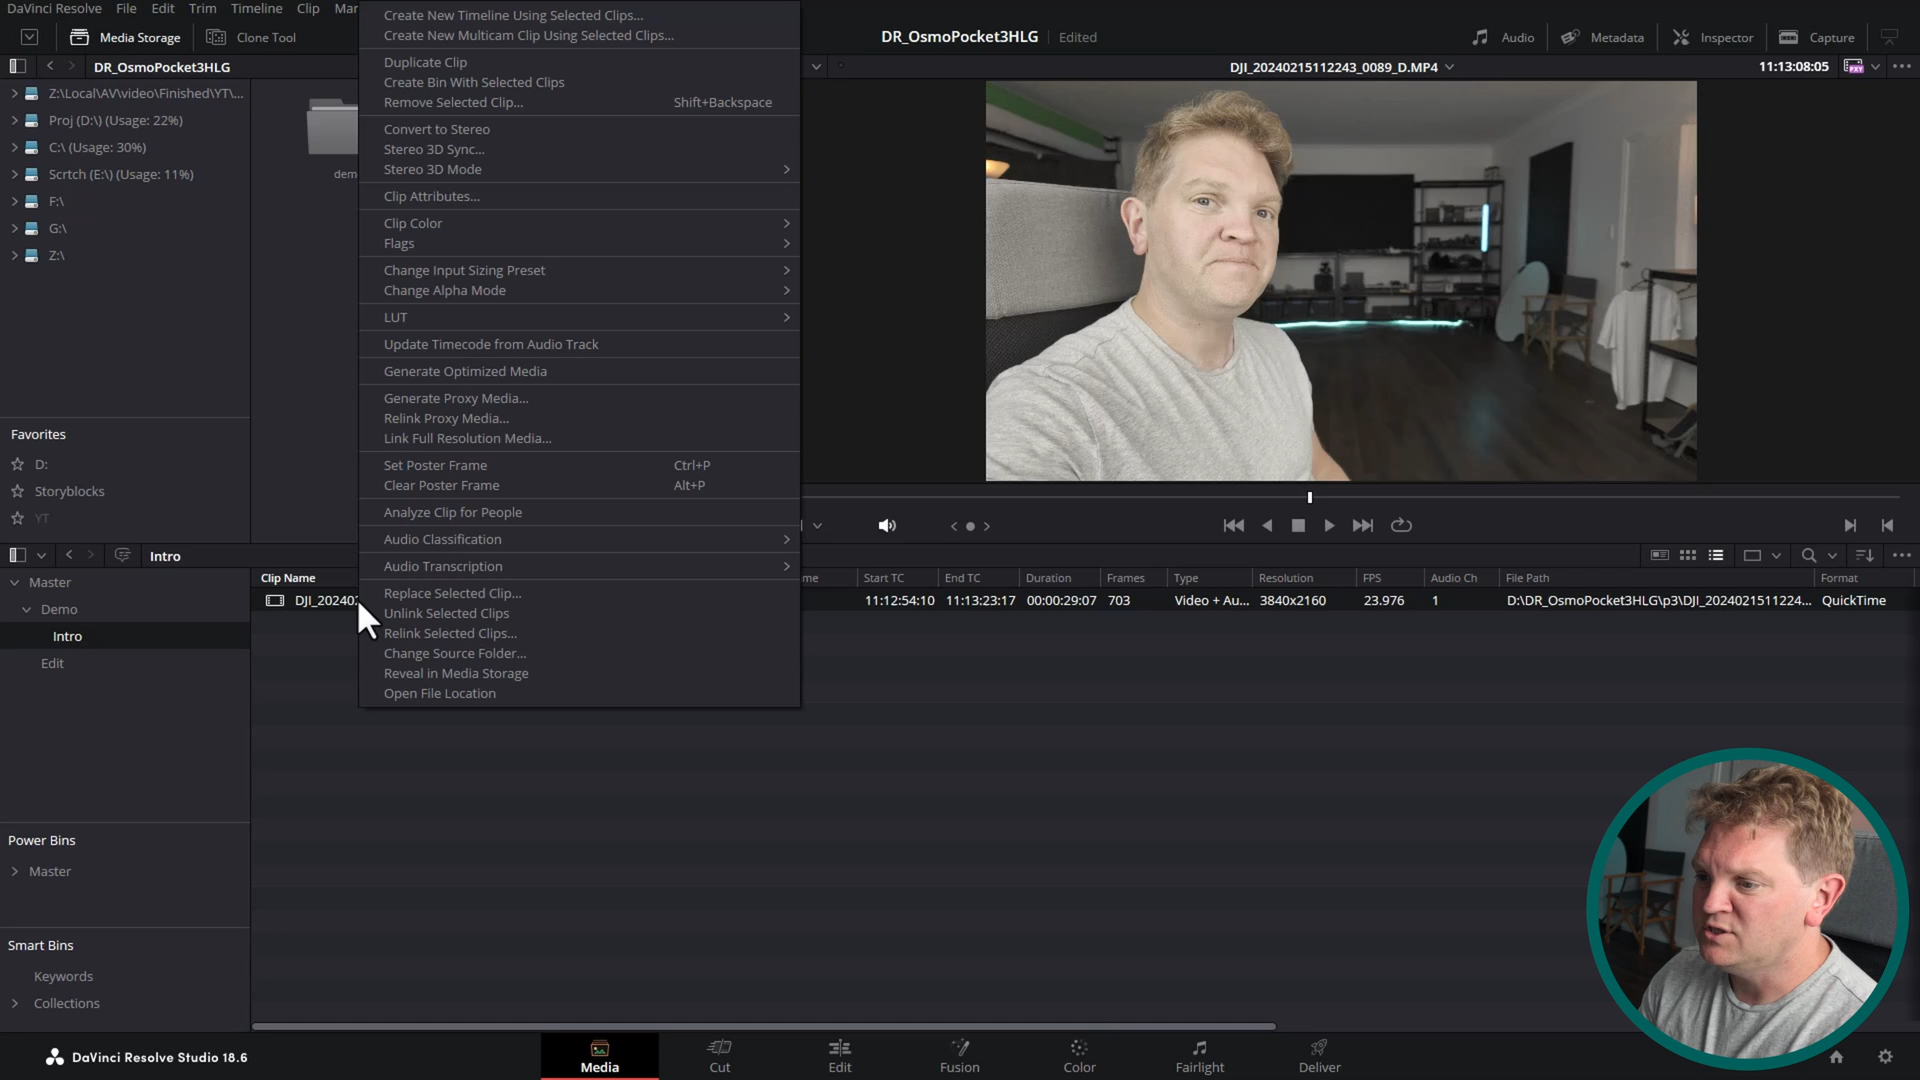 DaVinci Resolve File Edit Trim Timeline Clip Mar
Media Storage Clone Tool
DR_OsmoPocket3HLG Edited
Audio Metadata Inspector Capture
DR_OsmoPocket3HLG
DJI_20240215112243_0089_D.MP4 11:13:08:05
Z:\Local\AV\video\Finished\YT\...
Proj (D:\) (Usage: 22%)
C:\ (Usage: 30%)
Scrtch (E:\) (Usage: 11%)
F:\
G:\
Z:\
dem
Favorites
D:
Storyblocks
YT
Create New Timeline Using Selected Clips...
Create New Multicam Clip Using Selected Clips...
Duplicate Clip
Create Bin With Selected Clips
Remove Selected Clip... Shift+Backspace
Convert to Stereo
Stereo 3D Sync...
Stereo 3D Mode
Clip Attributes...
Clip Color
Flags
Change Input Sizing Preset
Change Alpha Mode
LUT
Update Timecode from Audio Track
Generate Optimized Media
Generate Proxy Media...
Relink Proxy Media...
Link Full Resolution Media...
Set Poster Frame Ctrl+P
Clear Poster Frame Alt+P
Analyze Clip for People
Audio Classification
Audio Transcription
Replace Selected Clip...
Unlink Selected Clips
Relink Selected Clips...
Change Source Folder...
Reveal in Media Storage
Open File Location
Intro
Master
Demo
Intro
Edit
Power Bins
Master
Smart Bins
Keywords
Collections
Clip Name me Start TC End TC Duration Frames Type Resolution FPS Audio Ch File Path Format
DJI_20240 11:12:54:10 11:13:23:17 00:00:29:07 703 Video + Au... 3840x2160 23.976 1 D:\DR_OsmoPocket3HLG\p3\DJI_2024021511224... QuickTime
DaVinci Resolve Studio 18.6
Media Cut Edit Fusion Color Fairlight Deliver